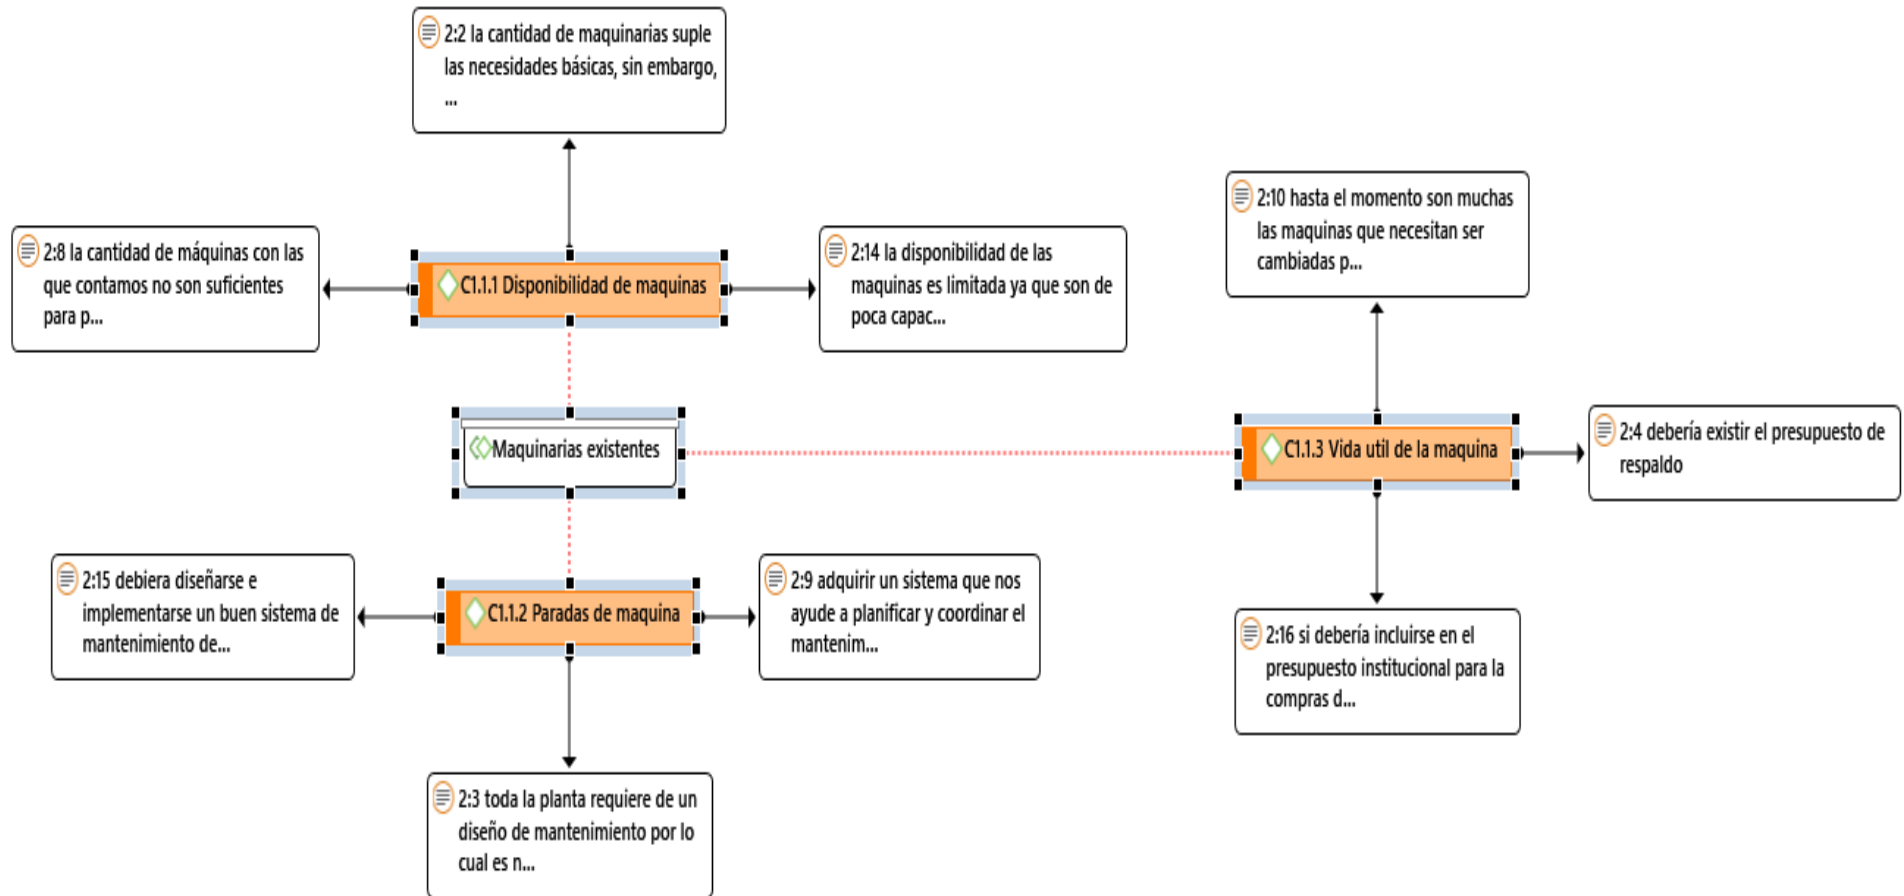 2:2 la cantidad de maquinarias suple
las necesidades básicas, sin embargo,
...
2:10 hasta el momento son muchas
las maquinas que necesitan ser
cambiadas p...
2:8 la cantidad de máquinas con las
que contamos no son suficientes
para p...
C1.1.1 Disponibilidad de maquinas
2:14 la disponibilidad de las
maquinas es limitada ya que son de
poca capac...
Maquinarias existentes
C1.1.3 Vida util de la maquina
2:4 debería existir el presupuesto de
respaldo
2:15 debiera diseñarse e
implementarse un buen sistema de
mantenimiento de...
C1.1.2 Paradas de maquina
2:9 adquirir un sistema que nos
ayude a planificar y coordinar el
mantenim...
2:16 si debería incluirse en el
presupuesto institucional para la
compras d...
2:3 toda la planta requiere de un
diseño de mantenimiento por lo
cual es n...